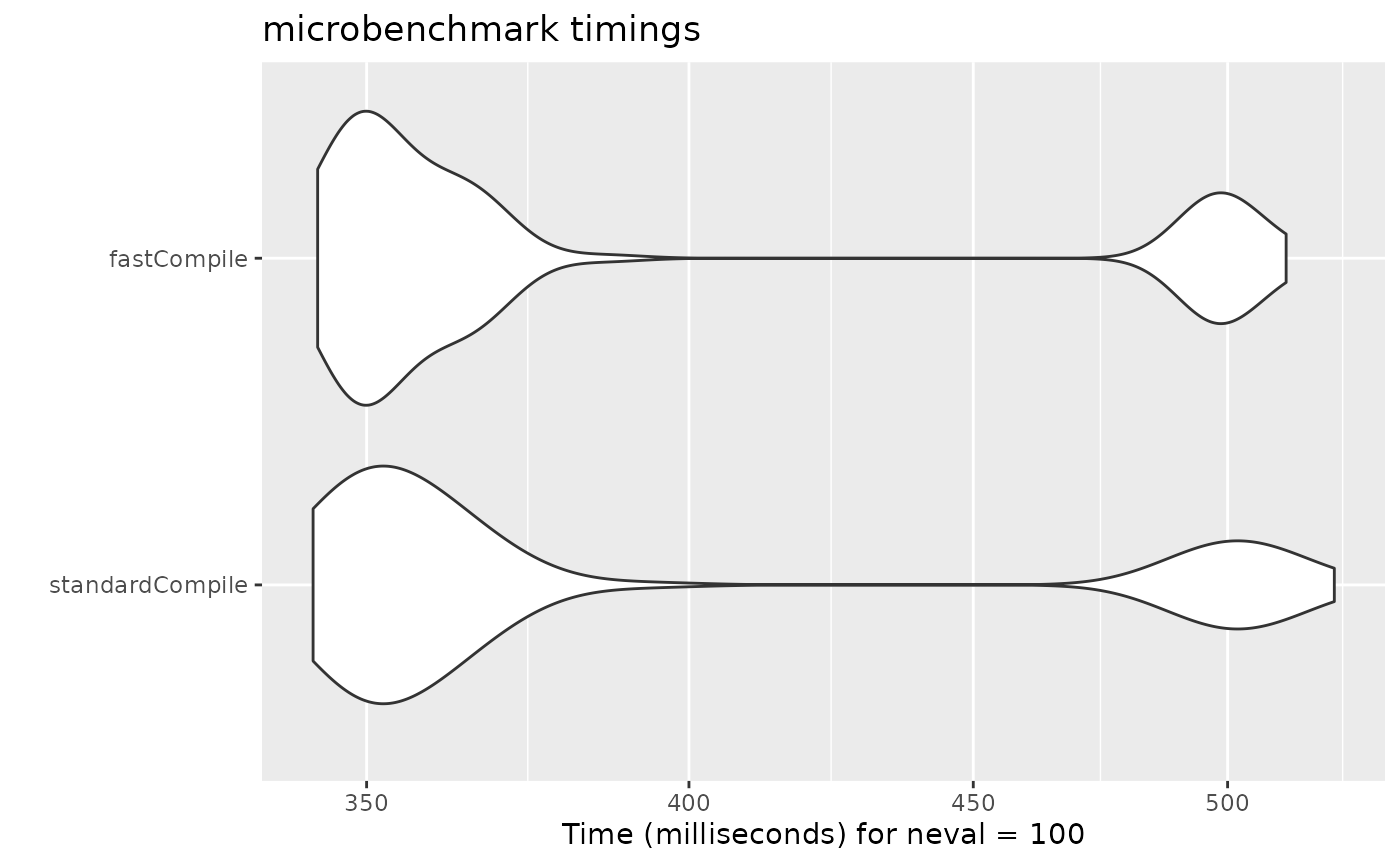 microbenchmark timings
fastCompile
standardCompile
350 400 450 500
Time (milliseconds) for neval = 100